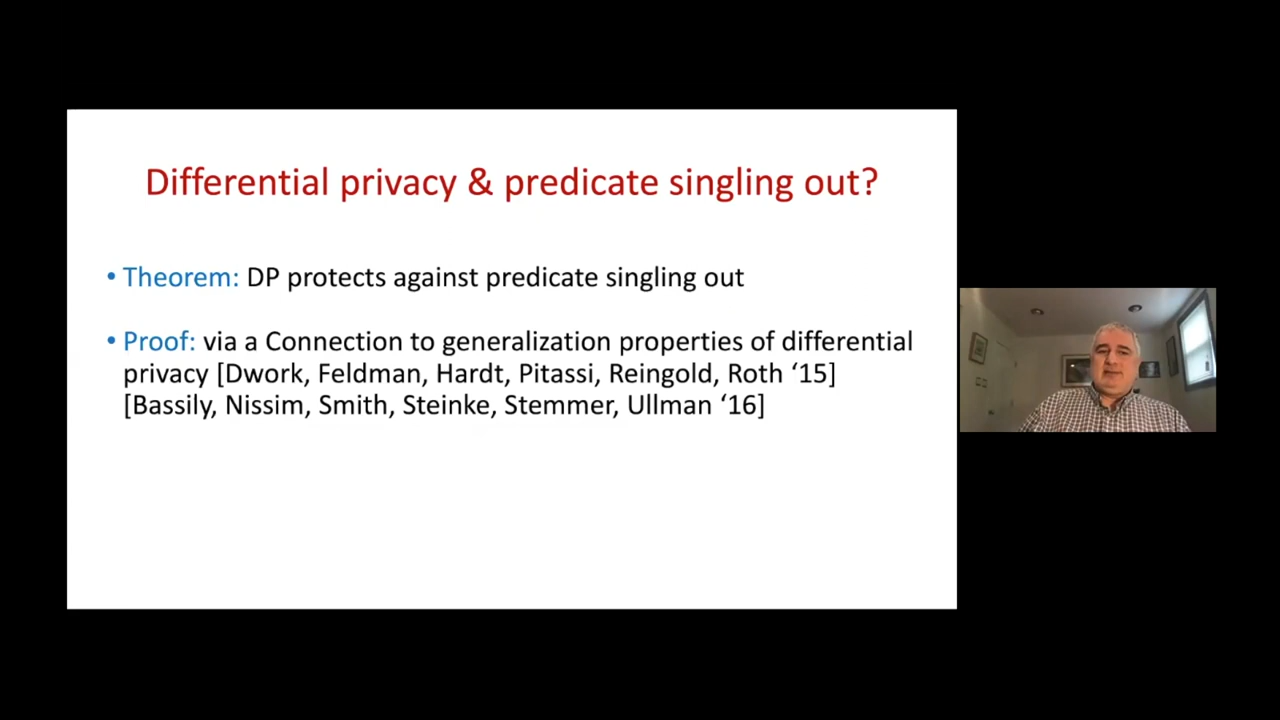 Differential privacy & predicate singling out?
• Theorem: DP protects against predicate singling out
• Proof: via a Connection to generalization properties of differential
privacy [Dwork, Feldman, Hardt, Pitassi, Reingold, Roth ‘15]
[Bassily, Nissim, Smith, Steinke, Stemmer, Ullman ‘16]